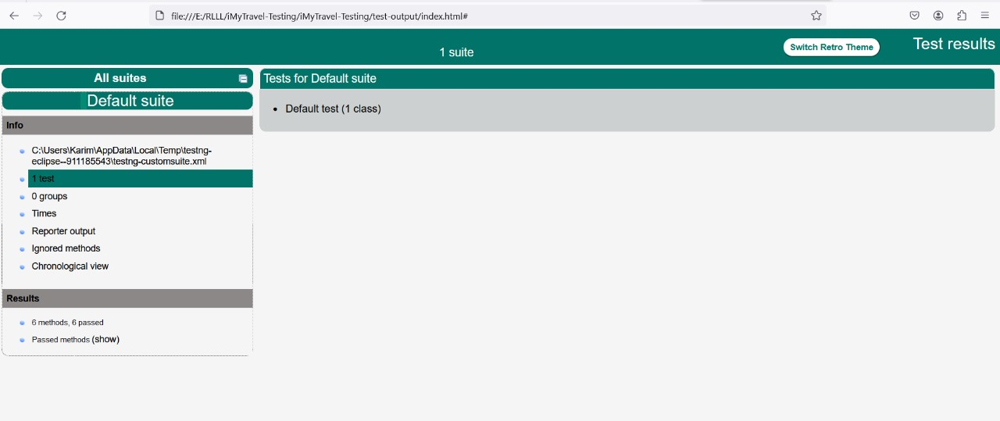 file:///E:/RLLL/iMyTravel-Testing/iMyTravel-Testing/test-output/index.html#
1 suite
Switch Retro Theme
Test results
All suites
Default suite
Info
C:\Users\Karim\AppData\Local\Temp\testng-
eclipse--911185543\testng-customsuite.xml
1 test
0 groups
Times
Reporter output
Ignored methods
Chronological view
Results
6 methods, 6 passed
Passed methods (show)
Tests for Default suite
Default test (1 class)